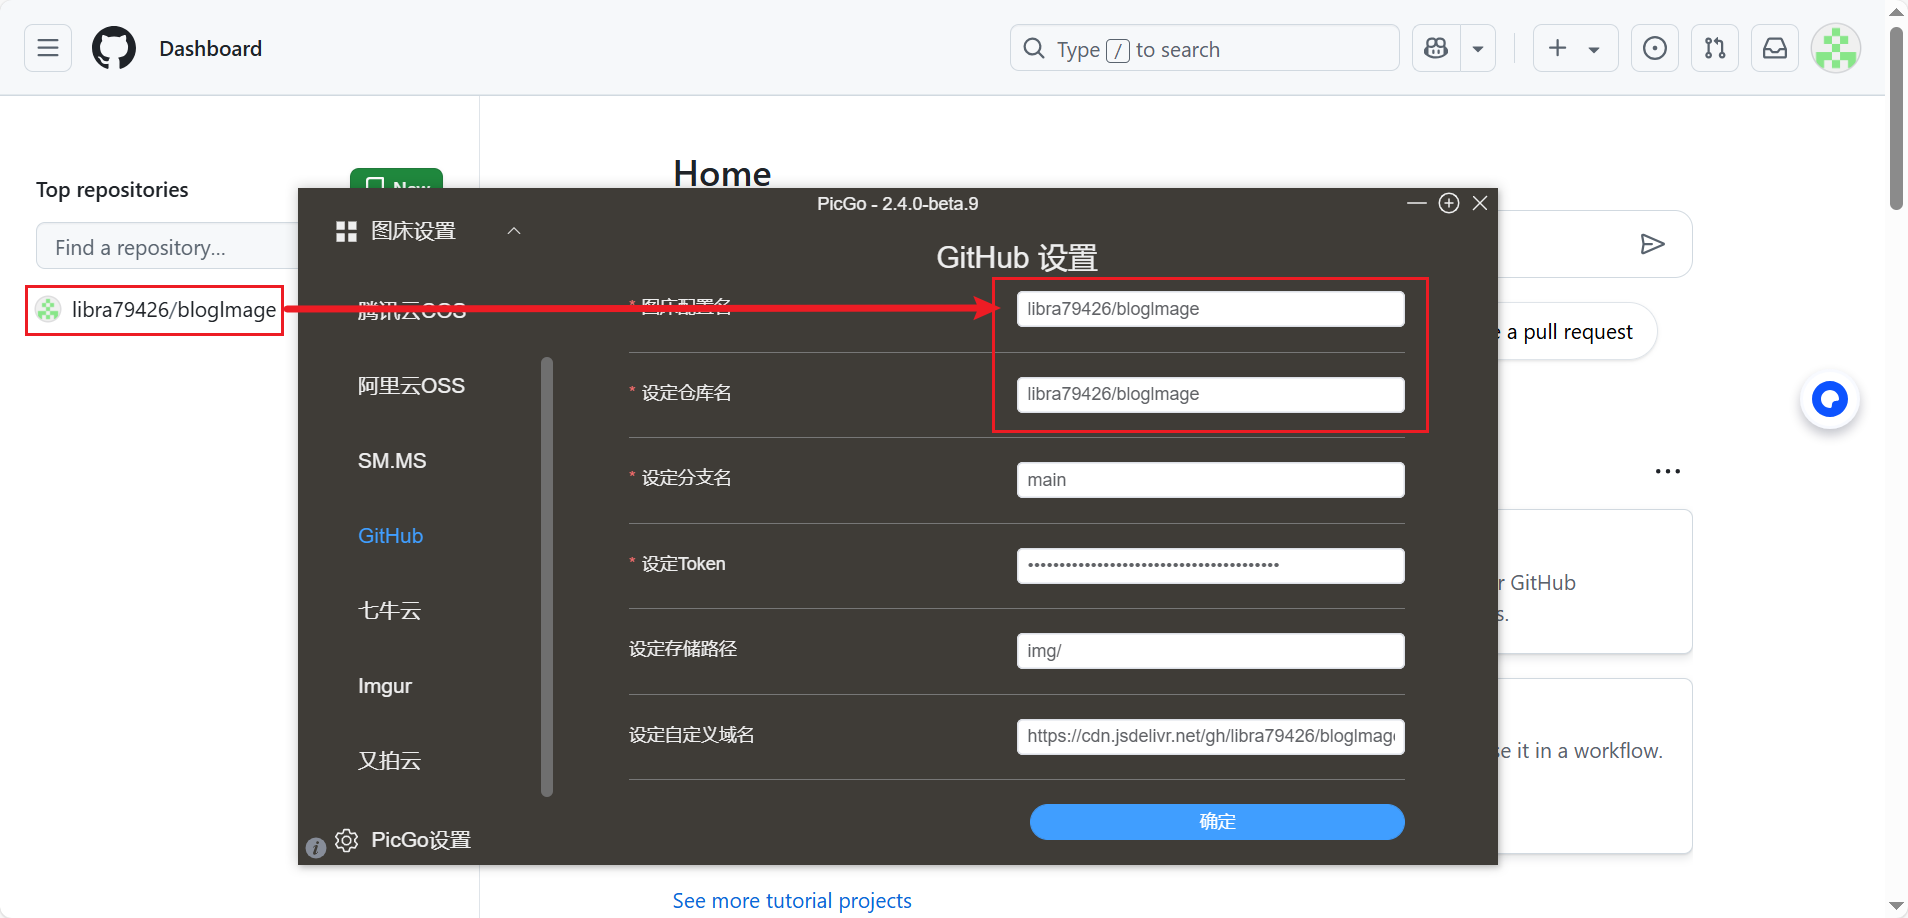 Dashboard
Type / to search
Top repositories
New
Find a repository...
libra79426/blogImage
Home
PicGo - 2.4.0-beta.9
图床设置
腾讯云COS
阿里云OSS
SM.MS
GitHub
七牛云
Imgur
又拍云
PicGo设置
GitHub 设置
* 图床配置名
libra79426/blogImage
* 设定仓库名
libra79426/blogImage
* 设定分支名
main
* 设定Token
设定存储路径
img/
设定自定义域名
https://cdn.jsdelivr.net/gh/libra79426/blogImag
确定
a pull request
GitHub
s.
se it in a workflow.
See more tutorial projects